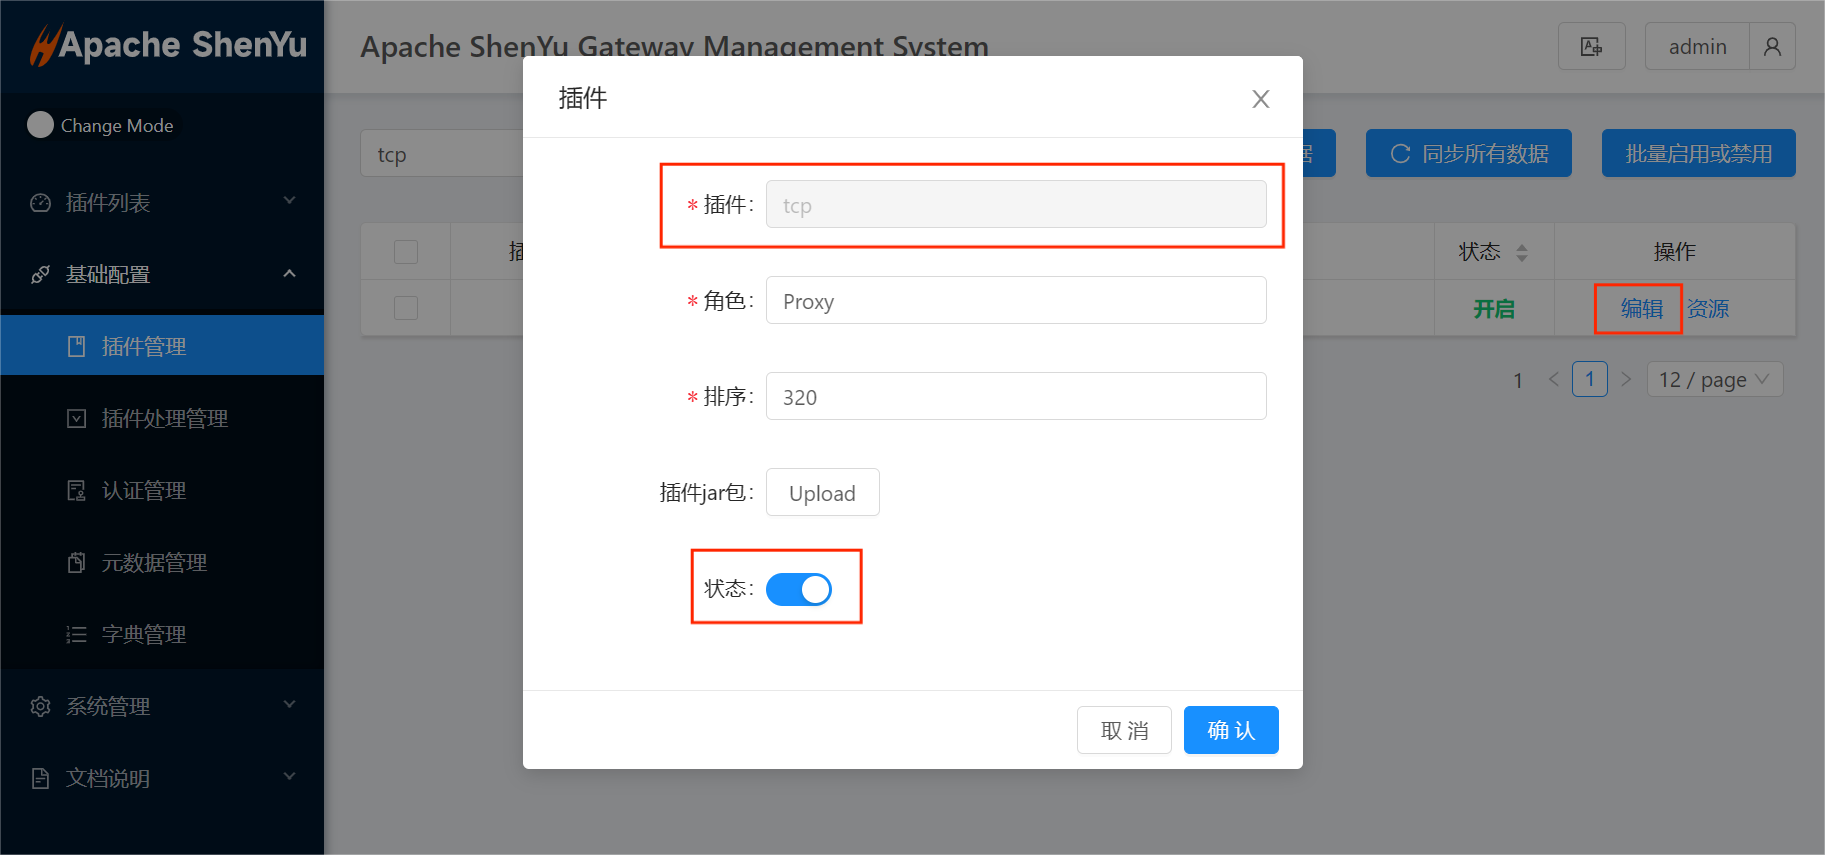 Apache ShenYu
Change Mode
插件列表
基础配置
插件管理
插件处理管理
认证管理
元数据管理
字典管理
系统管理
文档说明
Apache ShenYu Gateway Management System
admin
tcp
同步所有数据
批量启用或禁用
状态
操作
开启
编辑
资源
1
1
12 / page
插件
* 插件:
tcp
* 角色:
Proxy
* 排序:
320
插件jar包:
Upload
状态:
取 消
确 认